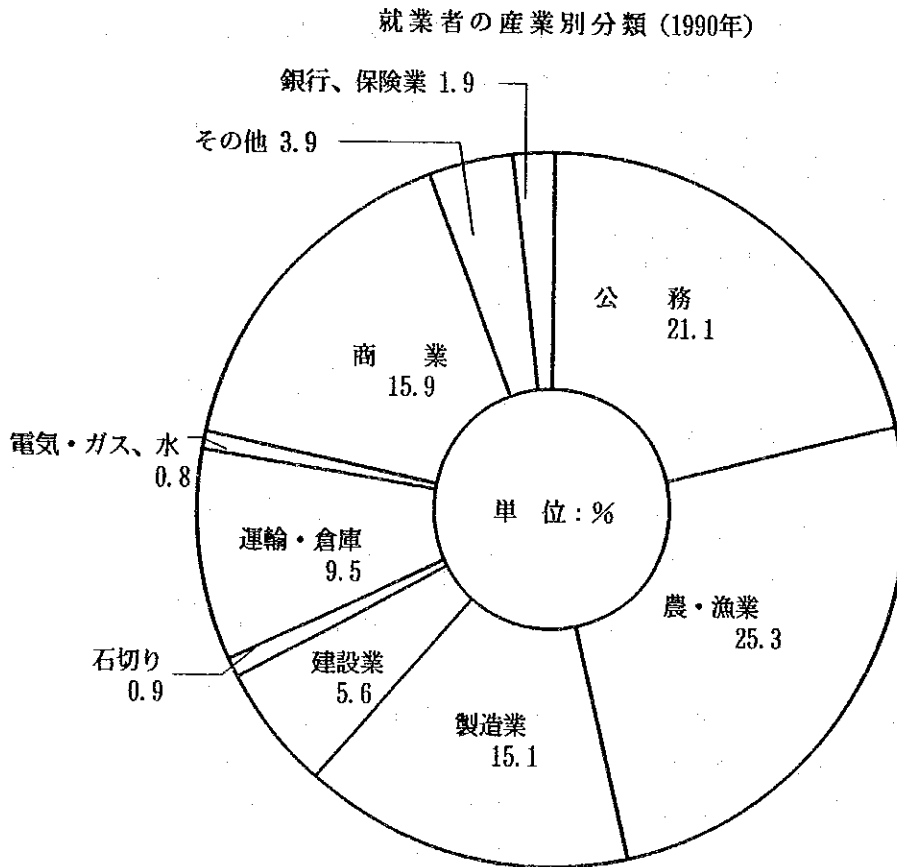 就業者の産業別分類 (1990年)
銀行、保険業 1.9
その他 3.9
公 務
21.1
商 業
15.9
電気・ガス、水
0.8
単 位:%
運輸・倉庫
9.5
農・漁業
25.3
石切り
0.9
建設業
5.6
製造業
15.1